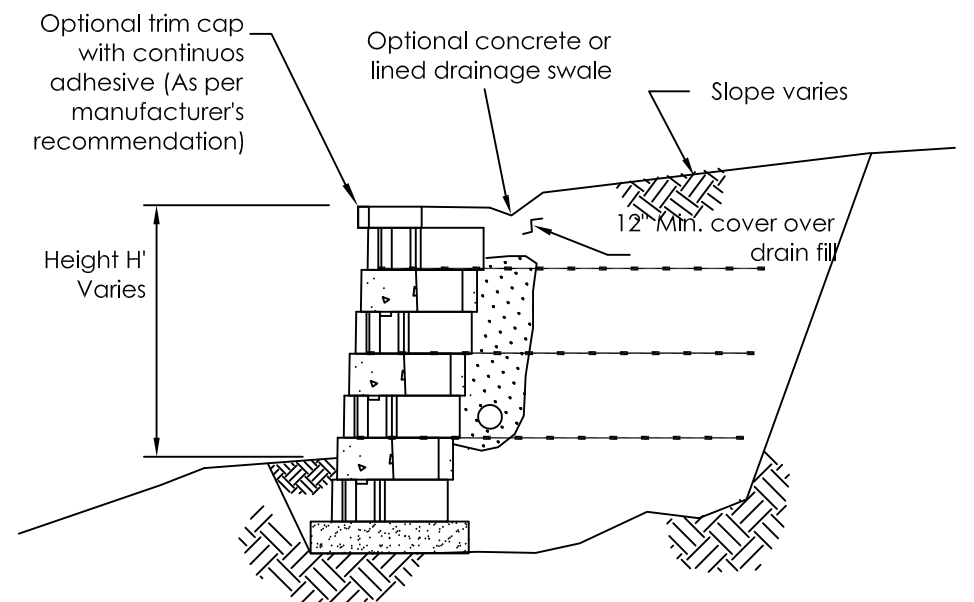 Optional trim cap
with continuos
adhesive (As per
manufacturer's
recommendation)
Optional concrete or
lined drainage swale
Slope varies
12" Min. cover over
drain fill
Height H'
Varies